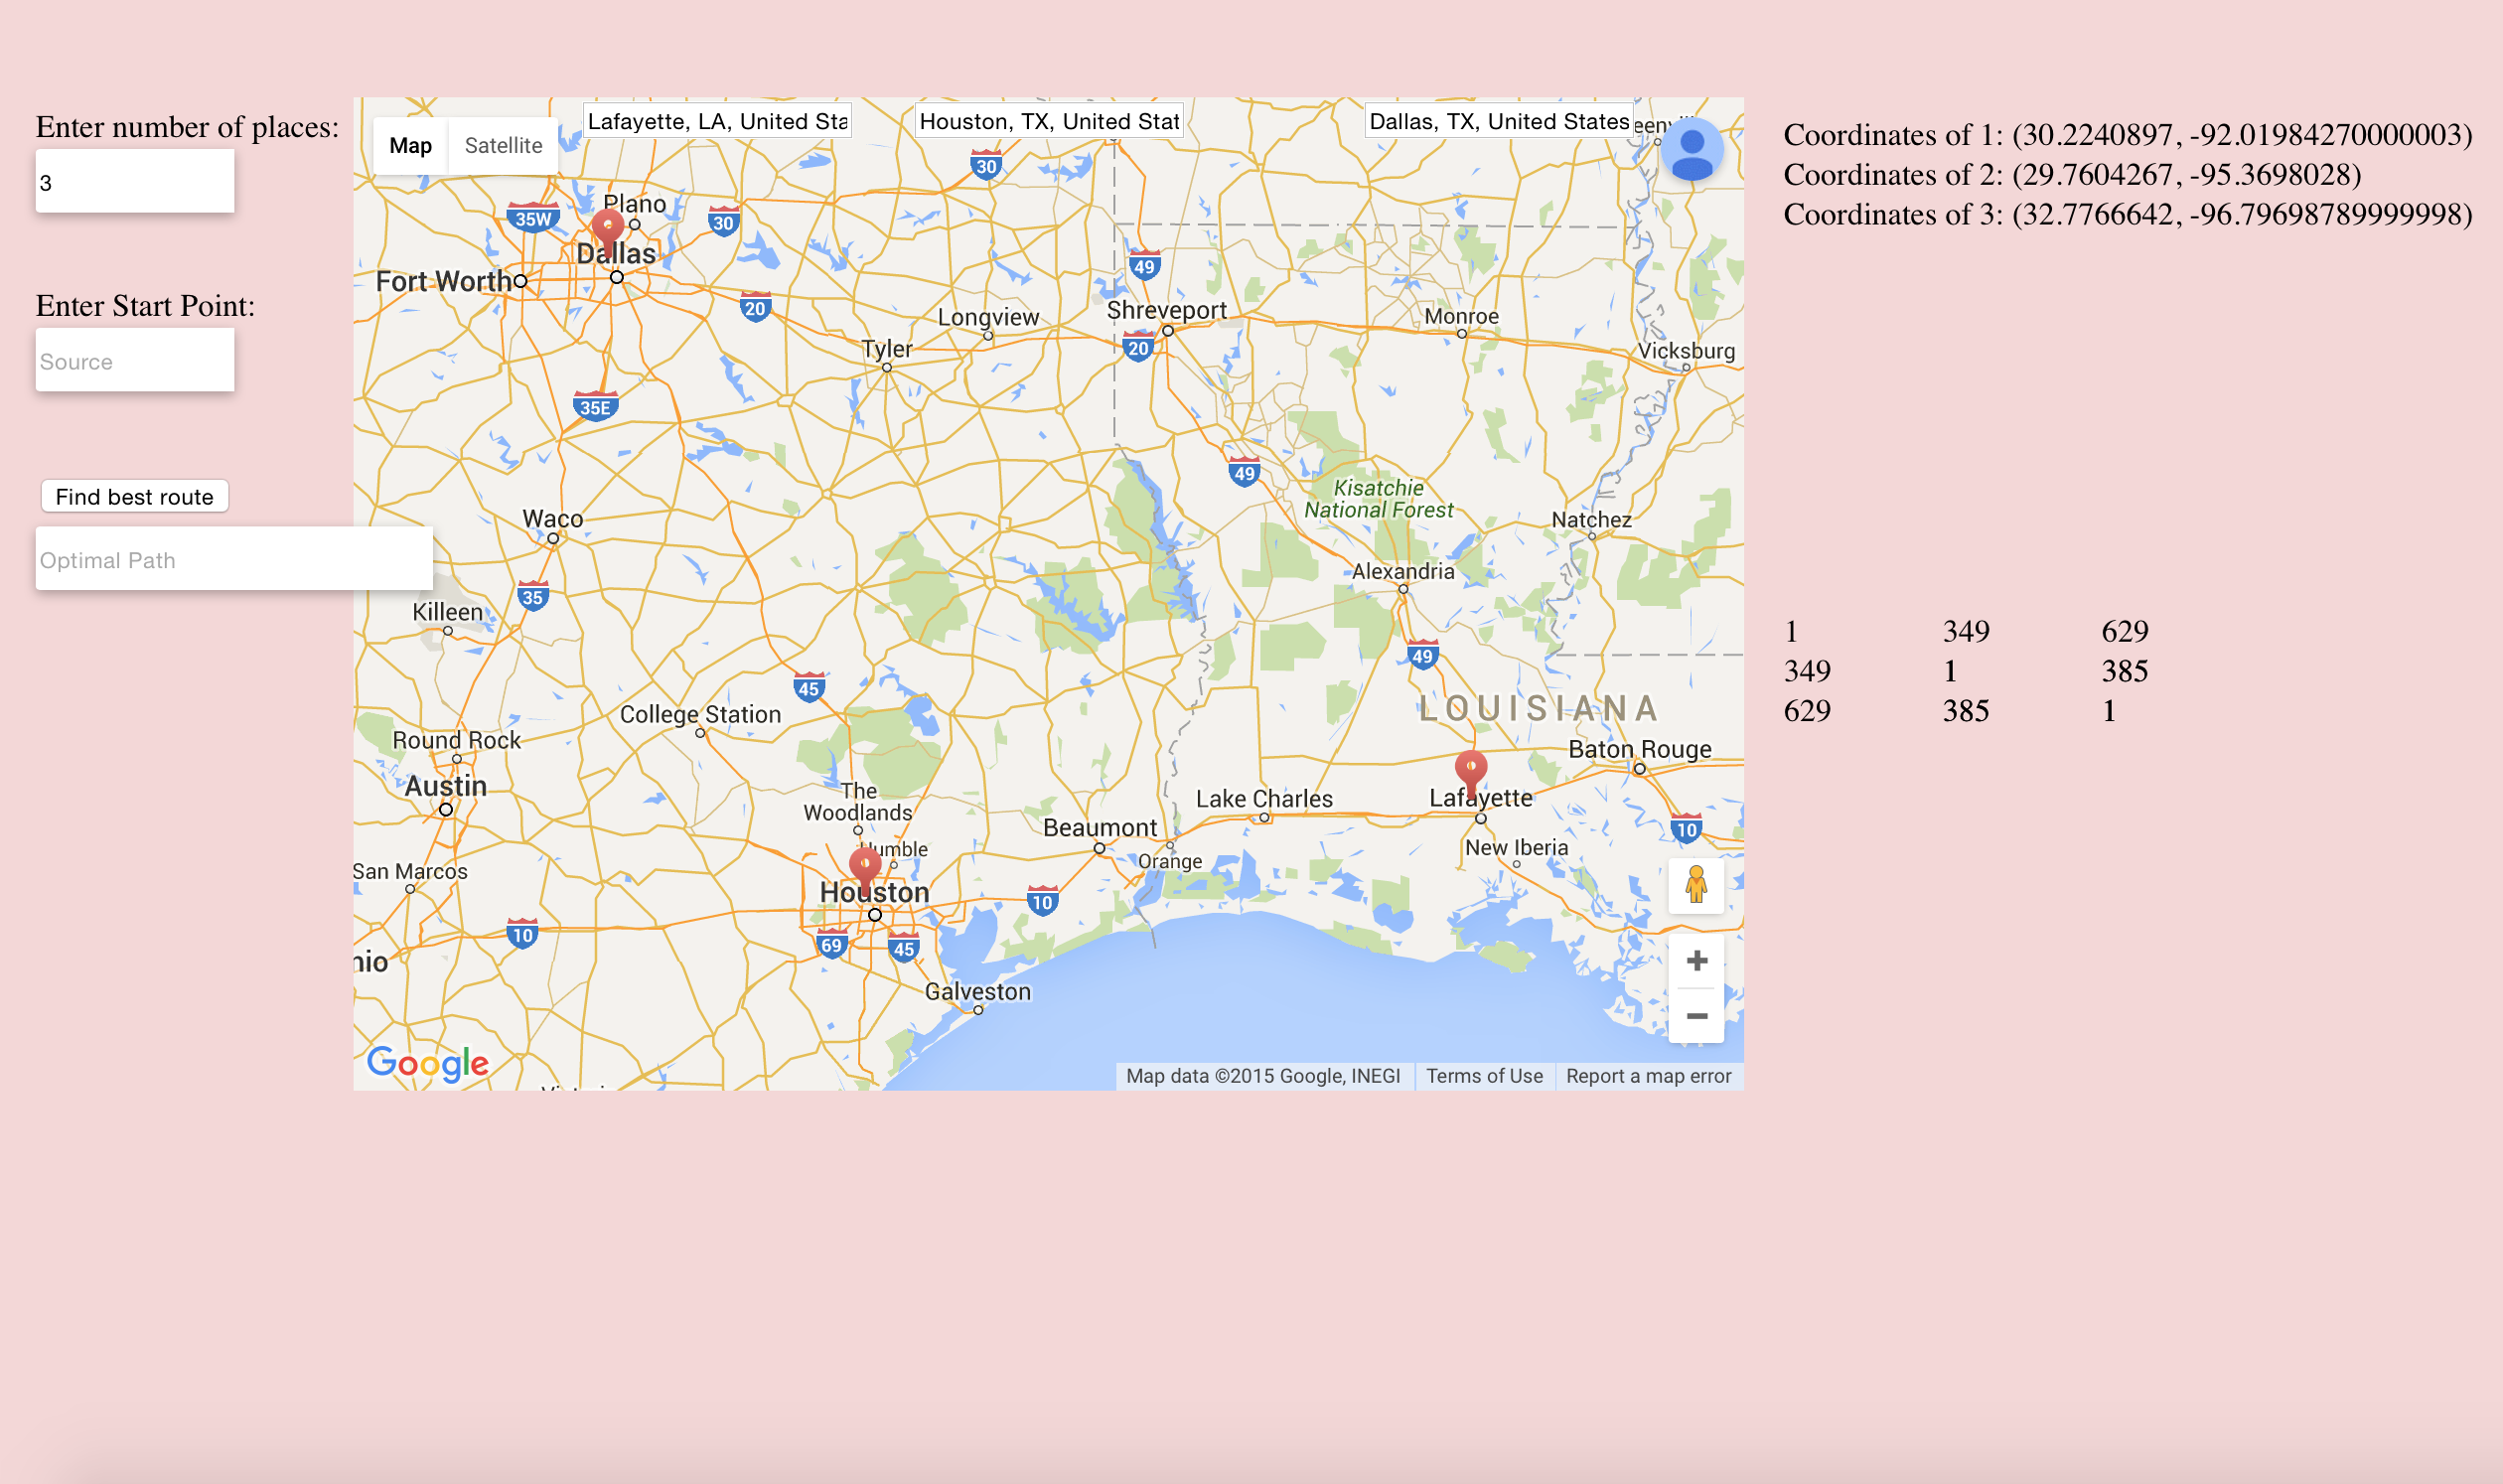 Enter number of places:
3
Enter Start Point:
Source
Find best route
Optimal Path
Map Satellite
Lafayette, LA, United Sta
Houston, TX, United Stat
Dallas, TX, United States
30
Plano
35W
30
Dallas
Fort Worth
49
20
Longview
Shreveport
Monroe
20
Tyler
Vicksburg
35E
49
Kisatchie
National Forest
Waco
Natchez
Alexandria
35
Killeen
49
45
LOUISIANA
College Station
Round Rock
Baton Rouge
Austin
The
Woodlands
Lake Charles
Lafayette
Beaumont
10
Humble
New Iberia
Orange
San Marcos
Houston
10
10
69
45
nio
Galveston
Google
Map data ©2015 Google, INEGI
Terms of Use
Report a map error
Coordinates of 1: (30.2240897, -92.01984270000003)
Coordinates of 2: (29.7604267, -95.3698028)
Coordinates of 3: (32.7766642, -96.79698789999998)
1 349 629
349 1 385
629 385 1